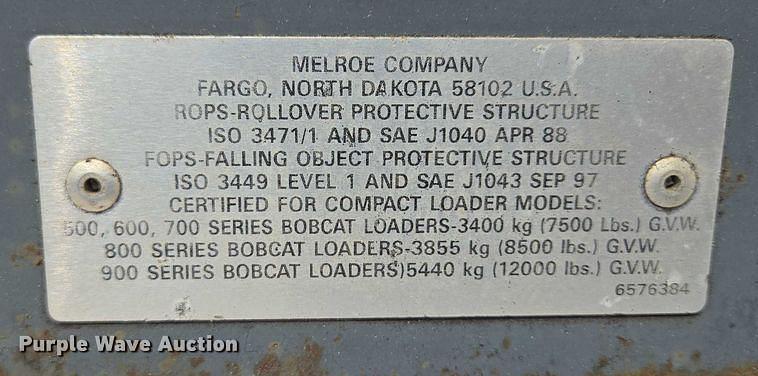 MELROE COMPANY
FARGO, NORTH DAKOTA 58102 U.S.A.
ROPS-ROLLOVER PROTECTIVE STRUCTURE
ISO 3471/1 AND SAE J1040 APR 88
FOPS-FALLING OBJECT PROTECTIVE STRUCTURE
ISO 3449 LEVEL 1 AND SAE J1043 SEP 97
CERTIFIED FOR COMPACT LOADER MODELS:
500, 600, 700 SERIES BOBCAT LOADERS-3400 kg (7500 Lbs.) G.V.W.
800 SERIES BOBCAT LOADERS-3855 kg (8500 lbs.) G.V.W.
900 SERIES BOBCAT LOADERS)5440 kg (12000 lbs.) G.V.W.
6576384
Purple Wave Auction